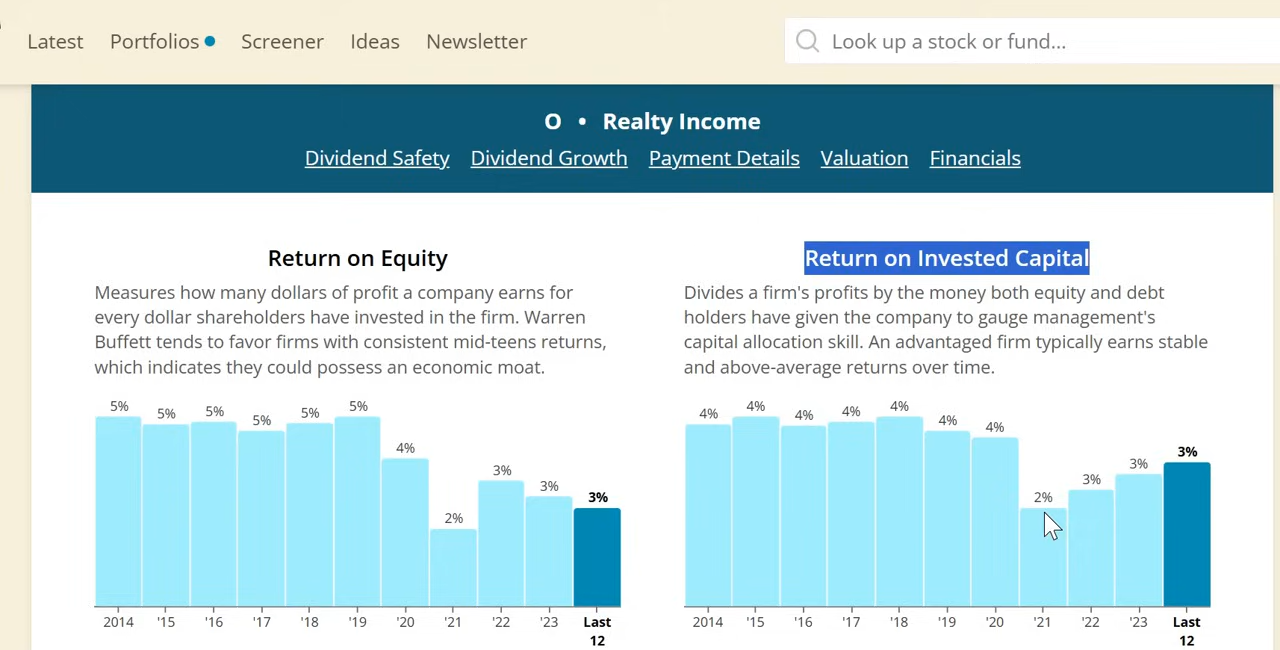 Latest Portfolios Screener Ideas Newsletter
Look up a stock or fund...
O • Realty Income
Dividend Safety Dividend Growth Payment Details Valuation Financials
Return on Equity
Measures how many dollars of profit a company earns for
every dollar shareholders have invested in the firm. Warren
Buffett tends to favor firms with consistent mid-teens returns,
which indicates they could possess an economic moat.
5% 5% 5% 5% 5% 5% 4% 2% 3% 3% 3%
2014 '15 '16 '17 '18 '19 '20 '21 '22 '23 Last
12
Return on Invested Capital
Divides a firm's profits by the money both equity and debt
holders have given the company to gauge management's
capital allocation skill. An advantaged firm typically earns stable
and above-average returns over time.
4% 4% 4% 4% 4% 4% 4% 2% 3% 3% 3%
2014 '15 '16 '17 '18 '19 '20 '21 '22 '23 Last
12